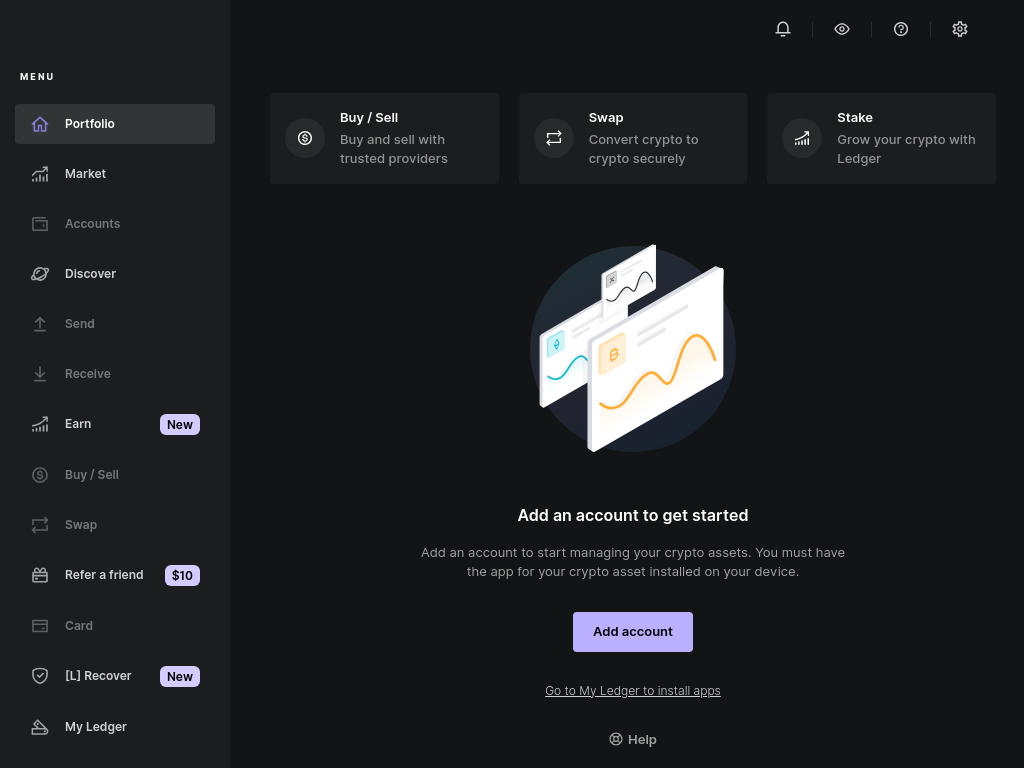 MENU
Portfolio
Market
Accounts
Discover
Send
Receive
Earn New
Buy / Sell
Swap
Refer a friend $10
Card
[L] Recover New
My Ledger
Buy / Sell
Buy and sell with
trusted providers
Swap
Convert crypto to
crypto securely
Stake
Grow your crypto with
Ledger
Add an account to get started
Add an account to start managing your crypto assets. You must have
the app for your crypto asset installed on your device.
Add account
Go to My Ledger to install apps
Help